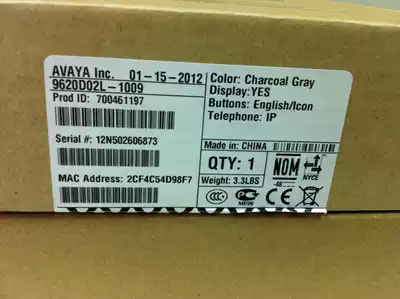 AVAYA Inc. 01-15-2012
9620D02L-1009
Prod ID: 700461197
Serial #: 12N502606873
MAC Address: 2CF4C54D98F7
Color: Charcoal Gray
Display:YES
Buttons: English/Icon
Telephone: IP
Made in: CHINA
QTY: 1
Weight: 3.3LBS
NOM
NYCE
CCC
CE